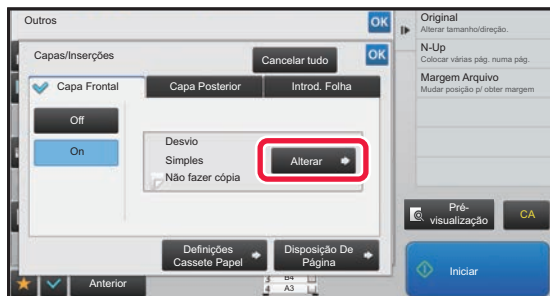 Outros
OK
Capas/Inserções
Cancelar tudo
OK
Capa Frontal
Capa Posterior
Introd. Folha
Off
On
Desvio
Simples
Não fazer cópia
Alterar
Definições
Cassete Papel
Disposição De
Página
Anterior
B4
4 A3
Original
Alterar tamanho/direção.
N-Up
Colocar várias pág. numa pág.
Margem Arquivo
Mudar posição p/ obter margem
Pré-
visualização
CA
Iniciar